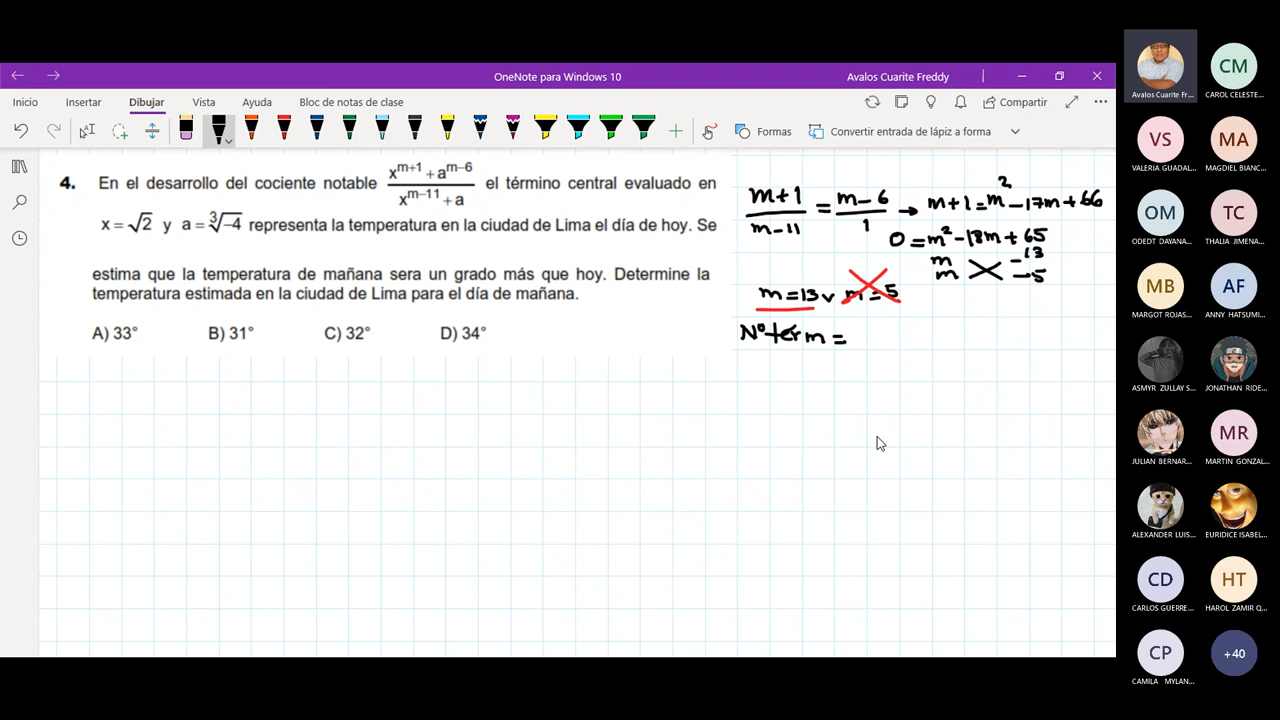 OneNote para Windows 10
Avalos Cuarite Freddy
Inicio Insertar Dibujar Vista Ayuda Bloc de notas de clase Compartir
Formas Convertir entrada de lápiz a forma
4. En el desarrollo del cociente notable (x^(m+1) + a^(m−6))/(x^(m−11) + a) el término central evaluado en
x = √2 y a = ∛−4 representa la temperatura en la ciudad de Lima el día de hoy. Se
estima que la temperatura de mañana sera un grado más que hoy. Determine la
temperatura estimada en la ciudad de Lima para el día de mañana.
A) 33° B) 31° C) 32° D) 34°
(m+1)/(m−11) = (m−6)/1 → m+1 = m² −17m + 66
0 = m² −18m + 65
m −13
m −5
m = 13 v m = 5
N° térm =
Avalos Cuarite Fr...
CM
CAROL CELESTE...
VS
VALERIA GUADAL...
MA
MAGDIEL BIANC...
OM
ODEDT DAYANA...
TC
THALIA JIMENA...
MB
MARGOT ROJAS...
AF
ANNY HATSUMI...
ASMYR ZULLAY S...
JONATHAN RIDE...
JULIAN BERNAR...
MR
MARTIN GONZAL...
ALEXANDER LUIS...
EURIDICE ISABEL...
CD
CARLOS GUERRE...
HT
HAROL ZAMIR Q...
CP
CAMILA MYLAN...
+40